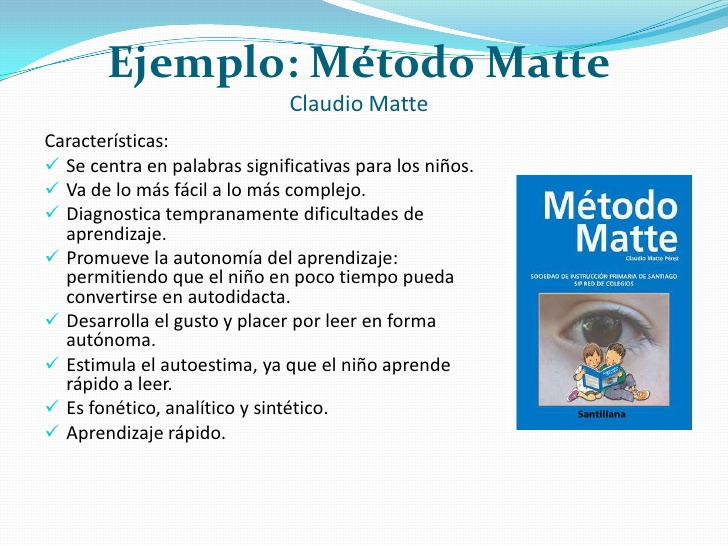 Ejemplo: Método Matte
Claudio Matte
Características:
✓ Se centra en palabras significativas para los niños.
✓ Va de lo más fácil a lo más complejo.
✓ Diagnostica tempranamente dificultades de
aprendizaje.
✓ Promueve la autonomía del aprendizaje:
permitiendo que el niño en poco tiempo pueda
convertirse en autodidacta.
✓ Desarrolla el gusto y placer por leer en forma
autónoma.
✓ Estimula el autoestima, ya que el niño aprende
rápido a leer.
✓ Es fonético, analítico y sintético.
✓ Aprendizaje rápido.
Método
Matte
Claudio Matte Pérez
SOCIEDAD DE INSTRUCCIÓN PRIMARIA DE SANTIAGO
SIP RED DE COLEGIOS
Santillana